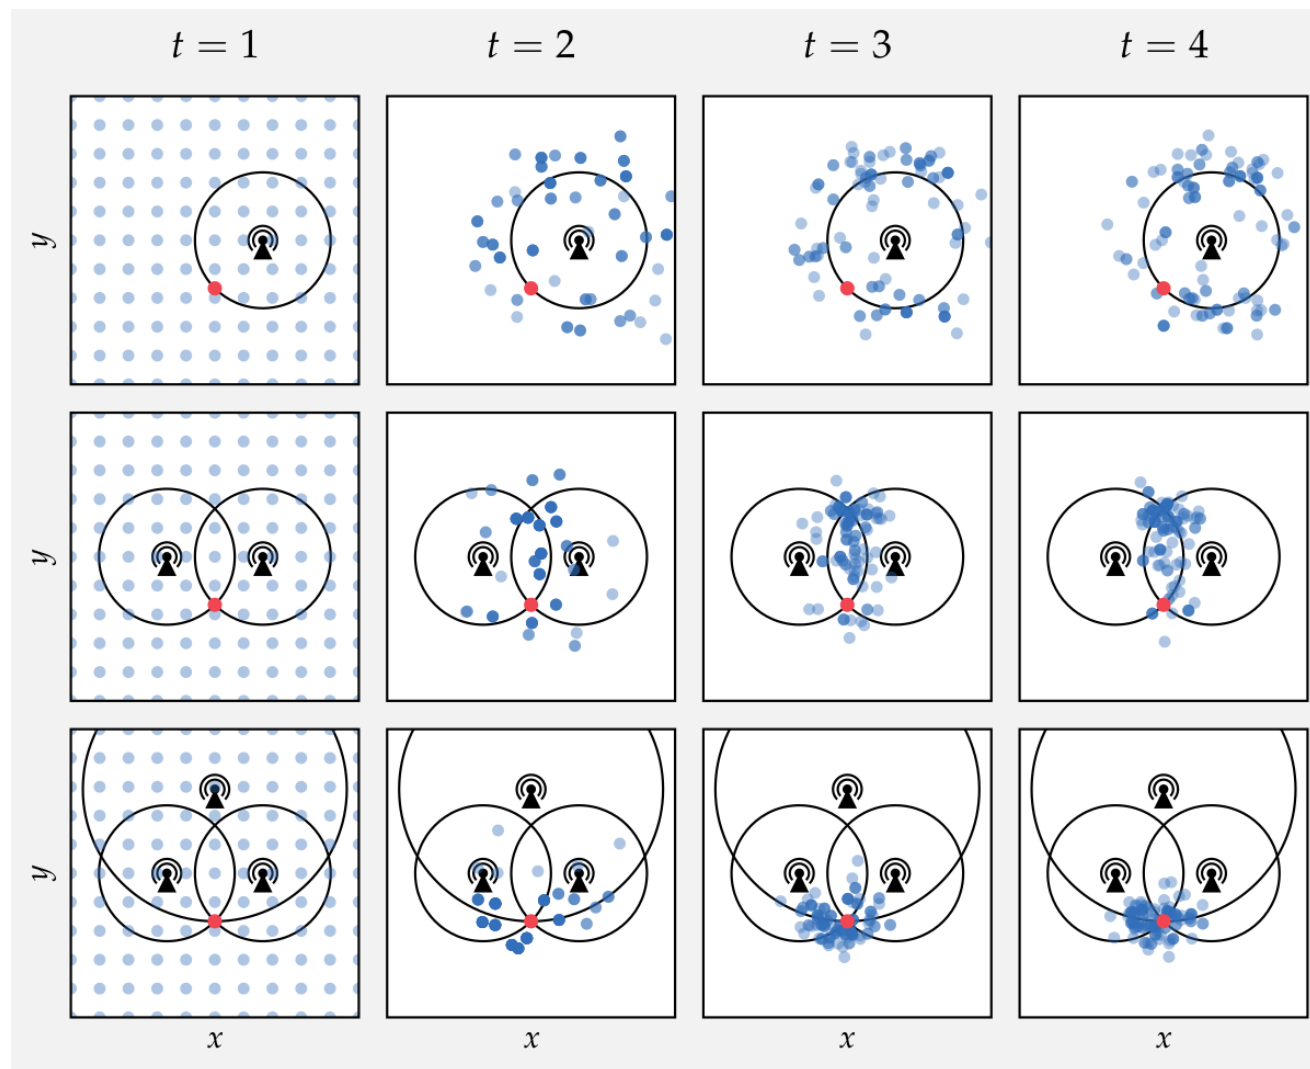 t = 1 t = 2 t = 3 t = 4
y
y
y
x x x x